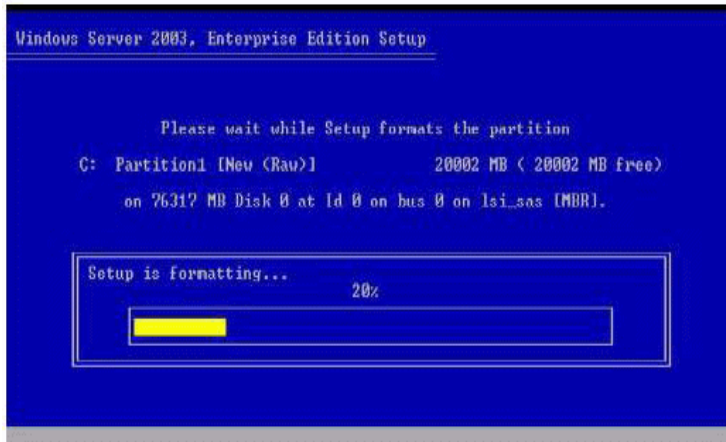 Windows Server 2003, Enterprise Edition Setup
Please wait while Setup formats the partition
C: Partition1 [New (Raw)] 20002 MB ( 20002 MB free)
on 76317 MB Disk 0 at Id 0 on bus 0 on lsi_sas [MBR].
Setup is formatting...
20%